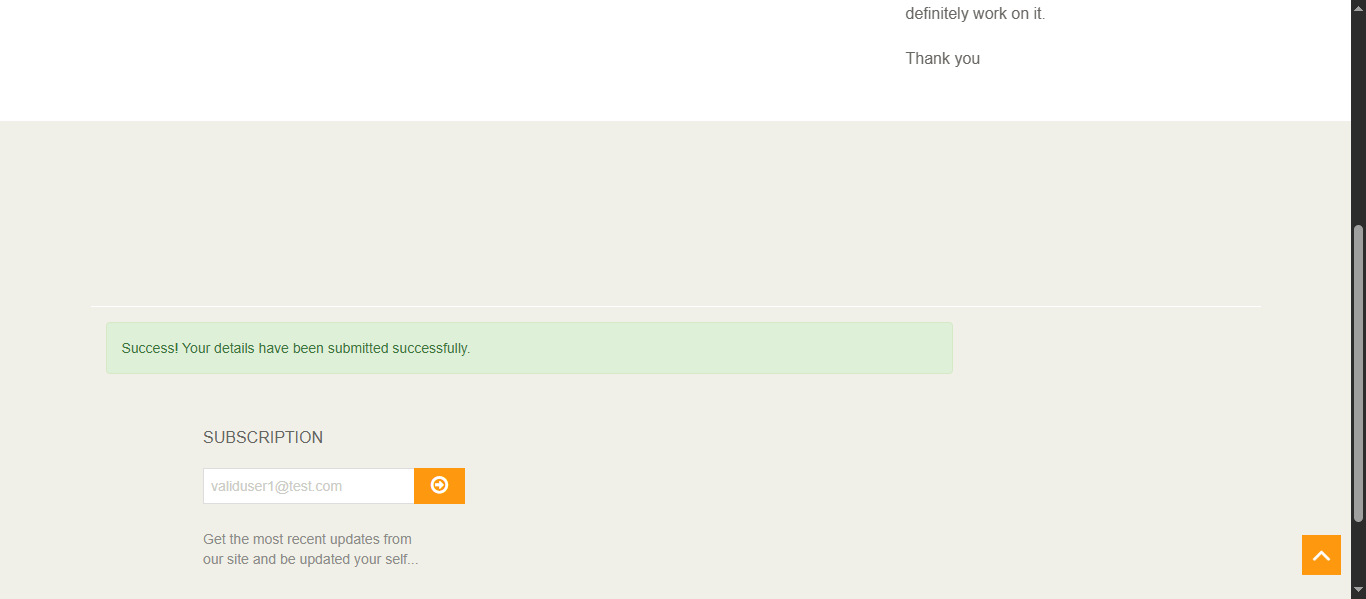 definitely work on it.
Thank you
Success! Your details have been submitted successfully.
SUBSCRIPTION
validuser1@test.com
Get the most recent updates from
our site and be updated your self...